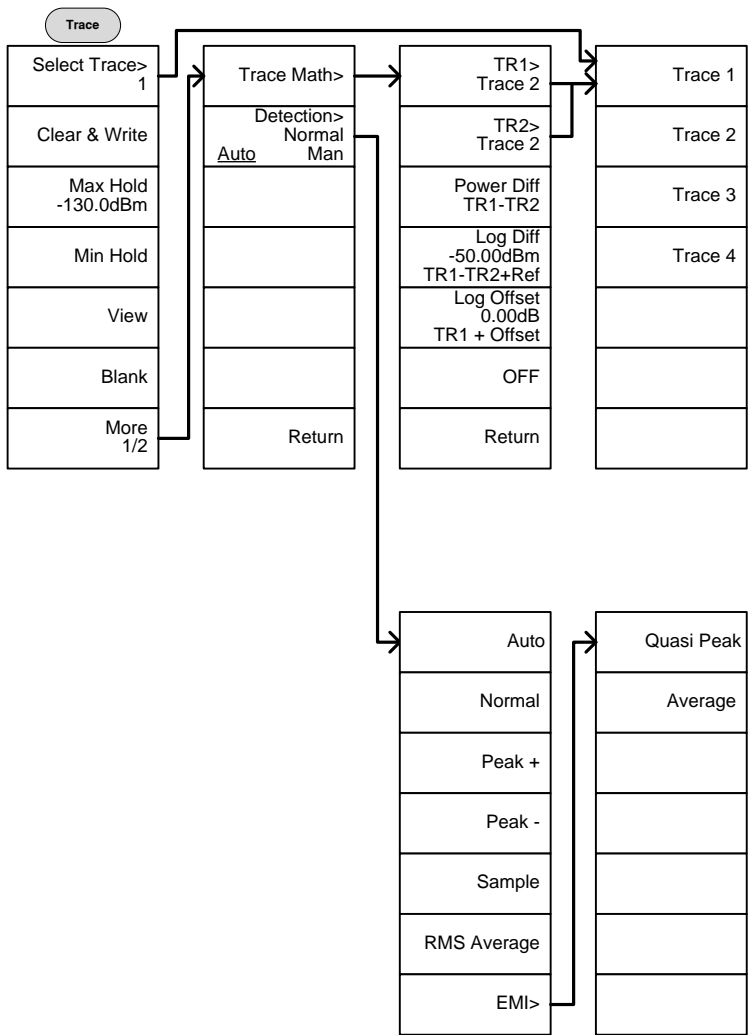 Trace
Select Trace>
1
Clear & Write
Max Hold
-130.0dBm
Min Hold
View
Blank
More
1/2
Trace Math>
Detection>
Normal
Auto Man
Return
TR1>
Trace 2
TR2>
Trace 2
Power Diff
TR1-TR2
Log Diff
-50.00dBm
TR1-TR2+Ref
Log Offset
0.00dB
TR1 + Offset
OFF
Return
Trace 1
Trace 2
Trace 3
Trace 4
Auto
Normal
Peak +
Peak -
Sample
RMS Average
EMI>
Quasi Peak
Average